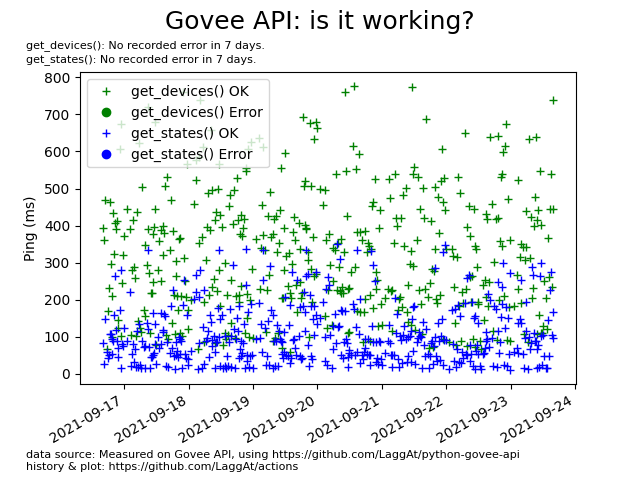 Govee API: is it working?
get_devices(): No recorded error in 7 days.
get_states(): No recorded error in 7 days.
800
700
600
500
400
300
200
100
0
Ping (ms)
get_devices() OK
get_devices() Error
get_states() OK
get_states() Error
2021-09-17
2021-09-18
2021-09-19
2021-09-20
2021-09-21
2021-09-22
2021-09-23
2021-09-24
data source: Measured on Govee API, using https://github.com/LaggAt/python-govee-api
history & plot: https://github.com/LaggAt/actions